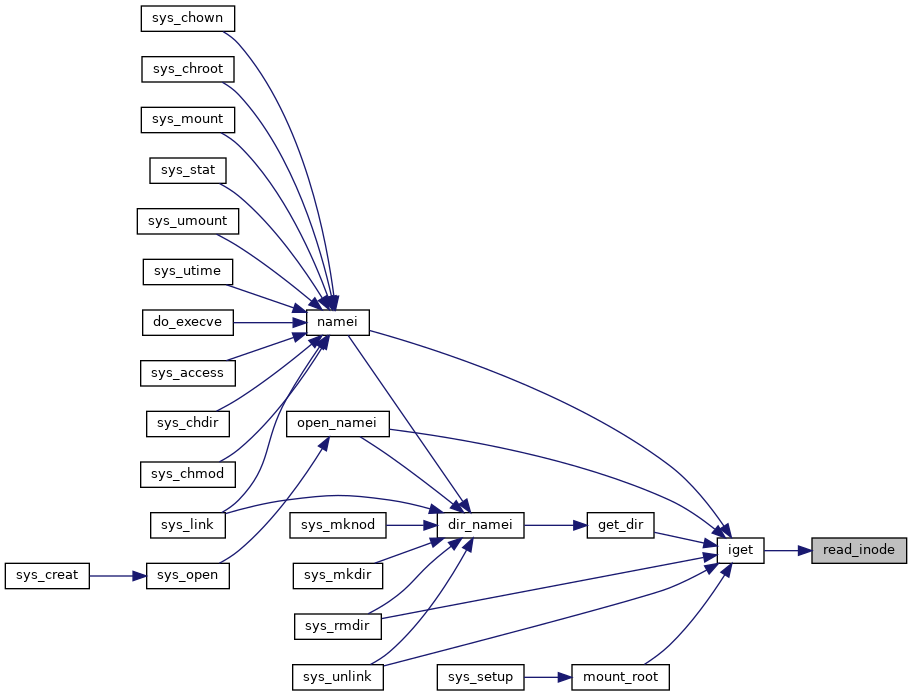 sys_chown
sys_chroot
sys_mount
sys_stat
sys_umount
sys_utime
do_execve
namei
sys_access
sys_chdir
open_namei
sys_chmod
sys_link
sys_mknod
dir_namei
get_dir
iget
read_inode
sys_creat
sys_open
sys_mkdir
sys_rmdir
sys_unlink
sys_setup
mount_root